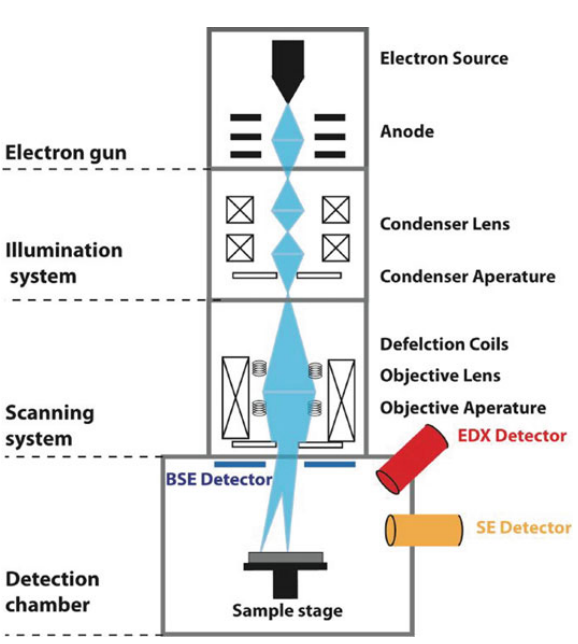 Electron Source
Anode
Electron gun
Condenser Lens
Illumination
system
Condenser Aperature
Defelction Coils
Objective Lens
Scanning
system
Objective Aperature
EDX Detector
BSE Detector
SE Detector
Detection
chamber
Sample stage